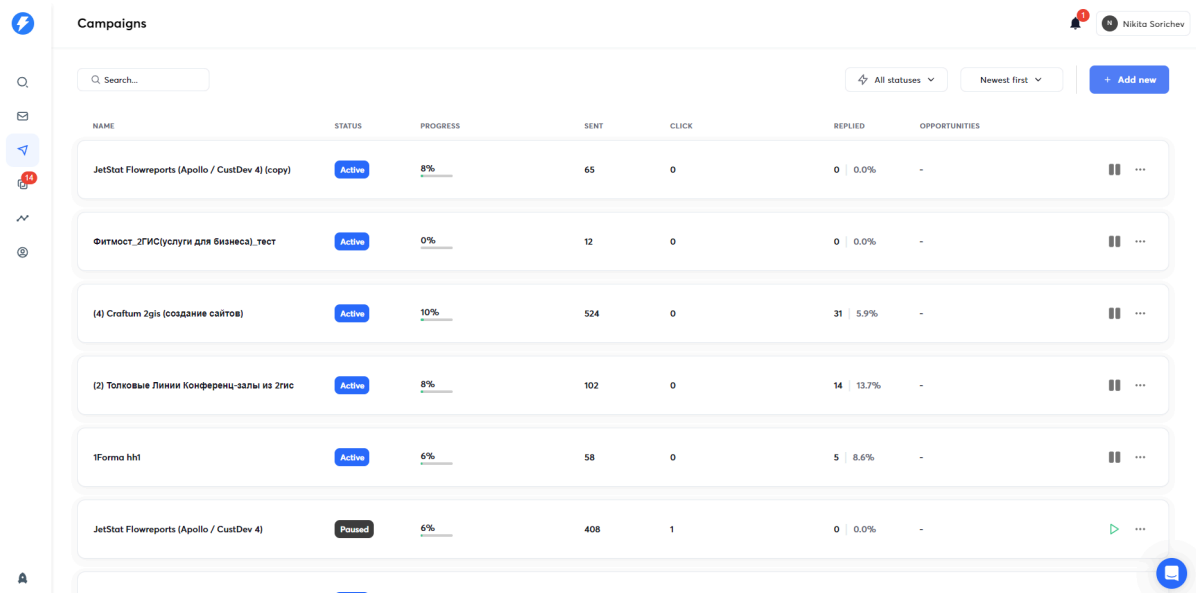 Campaigns
1
N
Nikita Sorichev
Search...
All statuses
Newest first
+ Add new
NAME STATUS PROGRESS SENT CLICK REPLIED OPPORTUNITIES
JetStat Flowreports (Apollo / CustDev 4) (copy) Active 8% 65 0 0 | 0.0% -
14
Фитмост_2ГИС(услуги для бизнеса)_тест Active 0% 12 0 0 | 0.0% -
(4) Craftum 2gis (создание сайтов) Active 10% 524 0 31 | 5.9% -
(2) Толковые Линии Конференц-залы из 2гис Active 8% 102 0 14 | 13.7% -
1Forma hh1 Active 6% 58 0 5 | 8.6% -
JetStat Flowreports (Apollo / CustDev 4) Paused 6% 408 1 0 | 0.0% -